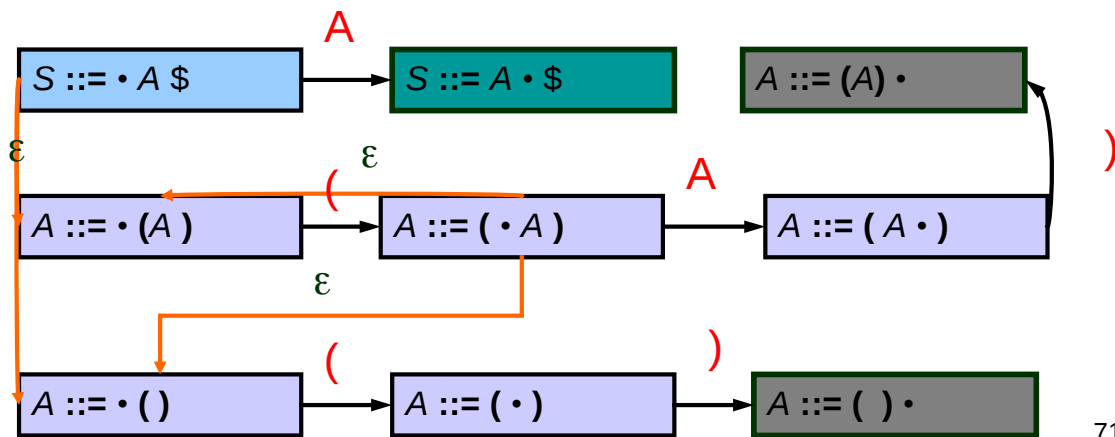 A
S ::= • A $
S ::= A • $
A ::= (A) •
ε
ε
(
A
)
A ::= • (A )
A ::= ( • A )
A ::= ( A • )
ε
(
)
A ::= • ( )
A ::= ( • )
A ::= ( ) •
71